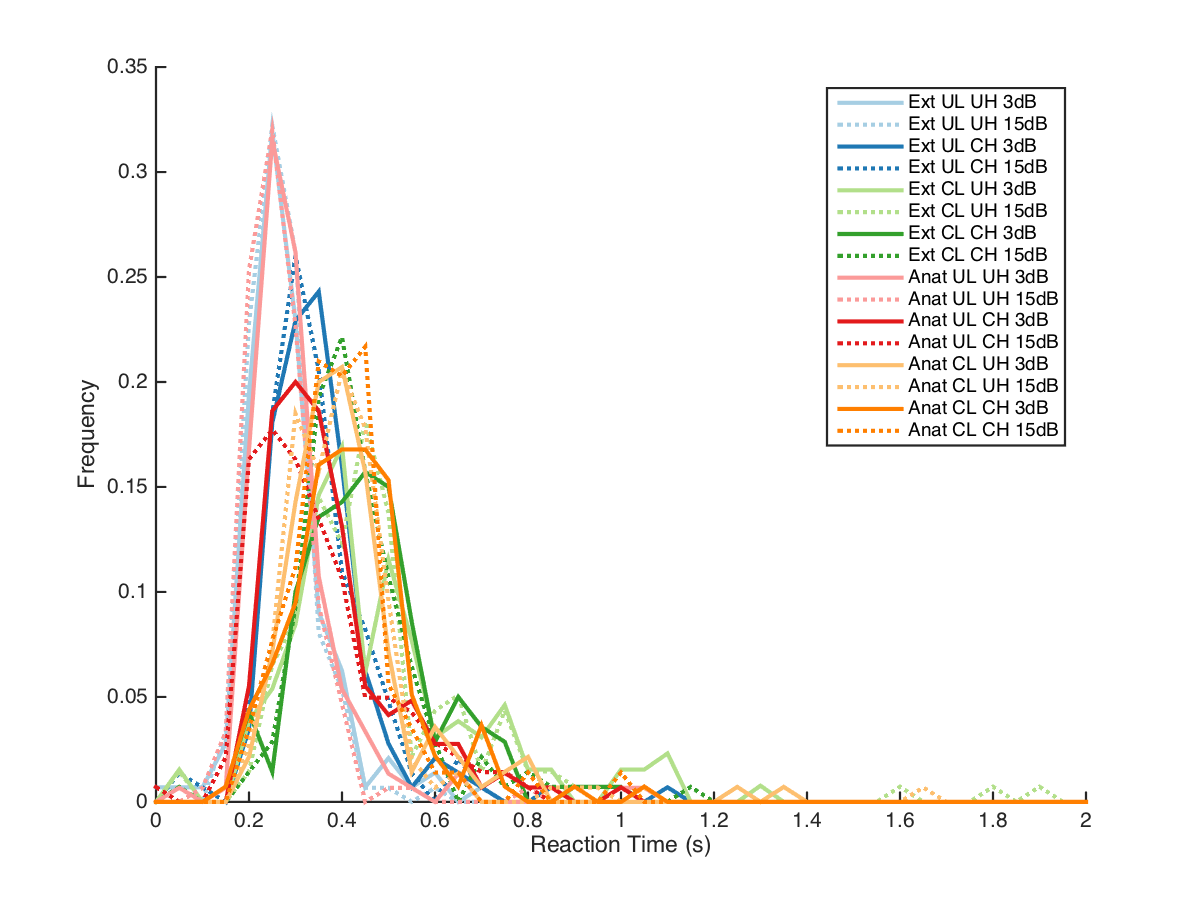 0.35
0.3
0.25
0.2
0.15
0.1
0.05
0
Frequency
0 0.2 0.4 0.6 0.8 1 1.2 1.4 1.6 1.8 2
Reaction Time (s)
Ext UL UH 3dB
Ext UL UH 15dB
Ext UL CH 3dB
Ext UL CH 15dB
Ext CL UH 3dB
Ext CL UH 15dB
Ext CL CH 3dB
Ext CL CH 15dB
Anat UL UH 3dB
Anat UL UH 15dB
Anat UL CH 3dB
Anat UL CH 15dB
Anat CL UH 3dB
Anat CL UH 15dB
Anat CL CH 3dB
Anat CL CH 15dB